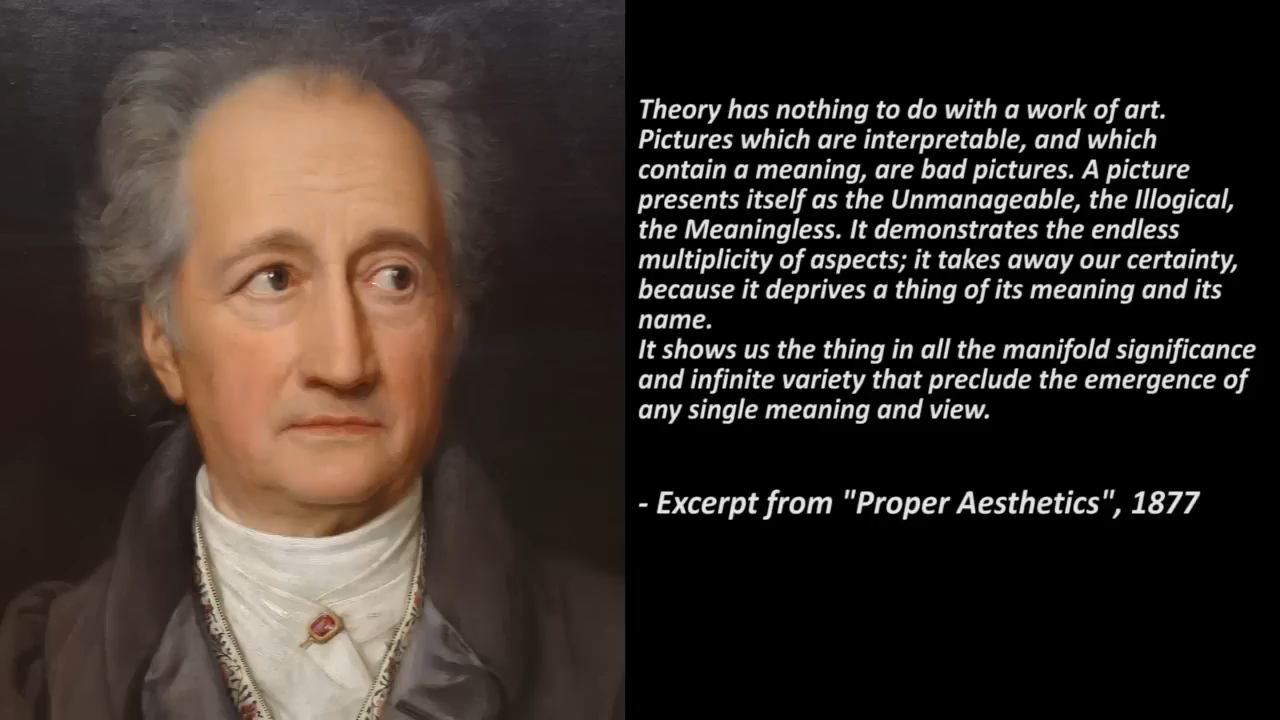 Theory has nothing to do with a work of art.
Pictures which are interpretable, and which
contain a meaning, are bad pictures. A picture
presents itself as the Unmanageable, the Illogical,
the Meaningless. It demonstrates the endless
multiplicity of aspects; it takes away our certainty,
because it deprives a thing of its meaning and its
name.
It shows us the thing in all the manifold significance
and infinite variety that preclude the emergence of
any single meaning and view.
- Excerpt from "Proper Aesthetics", 1877